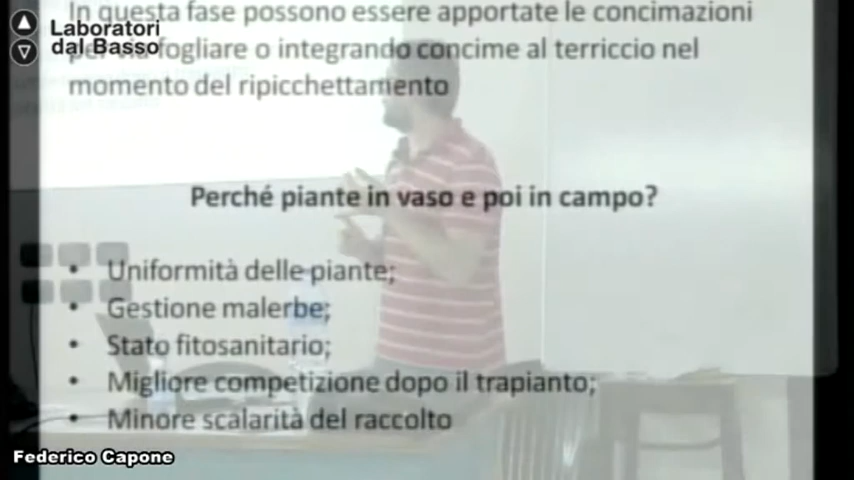 In questa fase possono essere apportate le concimazioni
Laboratori
dal Basso
per via fogliare o integrando concime al terriccio nel
momento del ripicchettamento
Perché piante in vaso e poi in campo?
• Uniformità delle piante;
• Gestione malerbe;
• Stato fitosanitario;
• Migliore competizione dopo il trapianto;
• Minore scalarità del raccolto
Federico Capone